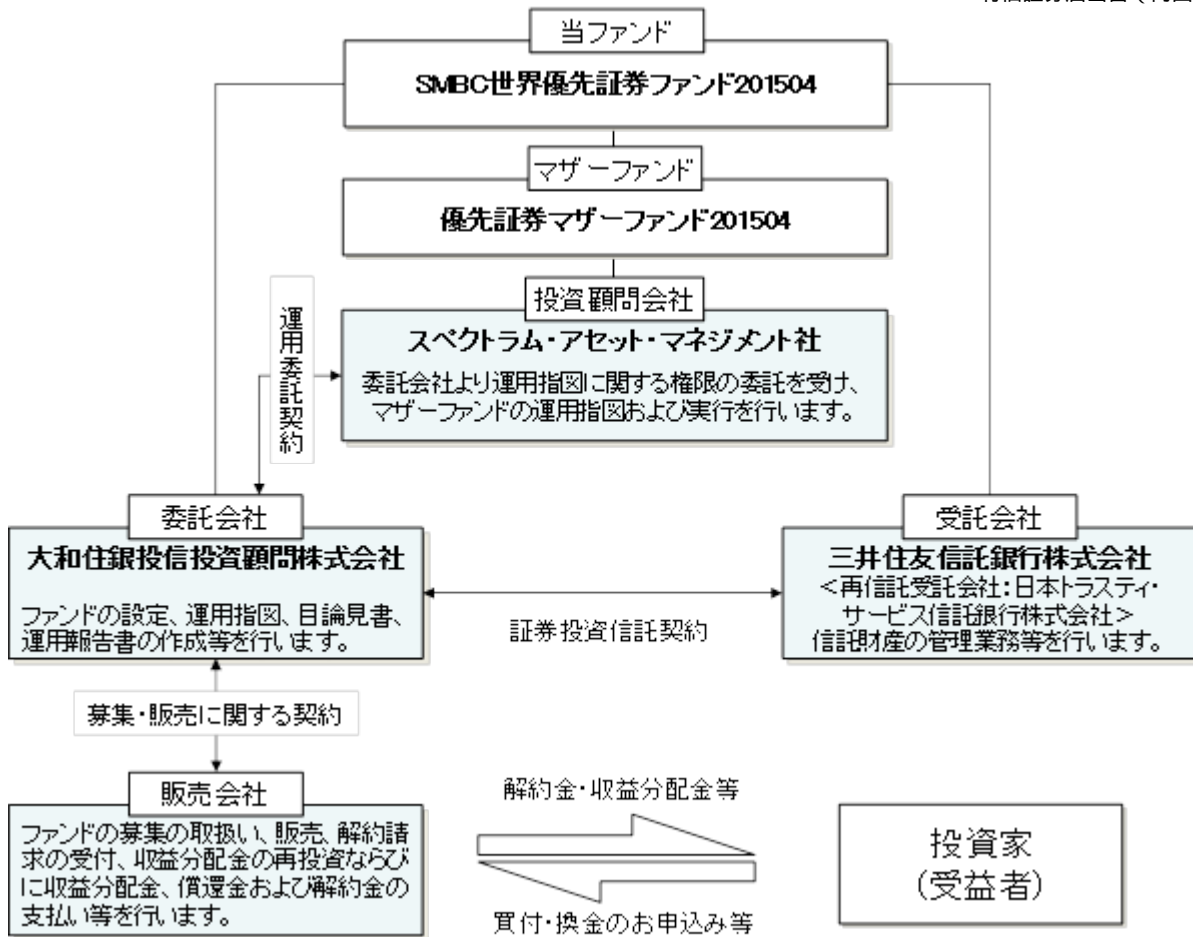 当ファンド
SMBC世界優先証券ファンド201504
マザーファンド
優先証券マザーファンド201504
投資顧問会社
スペクトラム・アセット・マネジメント社
委託会社より運用指図に関する権限の委託を受け、
マザーファンドの運用指図および実行を行います。
運用委託契約
委託会社
大和住銀投信投資顧問株式会社
ファンドの設定、運用指図、目論見書、
運用報告書の作成等を行います。
証券投資信託契約
受託会社
三井住友信託銀行株式会社
<再信託受託会社:日本トラスティ・
サービス信託銀行株式会社>
信託財産の管理業務等を行います。
募集・販売に関する契約
販売会社
ファンドの募集の取扱い、販売、解約請
求の受付、収益分配金の再投資ならび
に収益分配金、償還金および解約金の
支払い等を行います。
解約金・収益分配金等
買付・換金のお申込み等
投資家
(受益者)